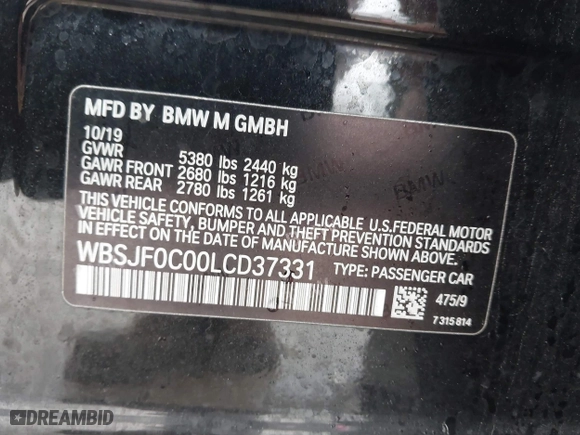 MFD BY BMW M GMBH
10/19
GVWR 5380 lbs 2440 kg
GAWR FRONT 2680 lbs 1216 kg
GAWR REAR 2780 lbs 1261 kg
THIS VEHICLE CONFORMS TO ALL APPLICABLE U.S.FEDERAL MOTOR
VEHICLE SAFETY, BUMPER AND THEFT PREVENTION STANDARDS
IN EFFECT ON THE DATE OF MANUFACTURE SHOWN ABOVE.
WBSJF0C00LCD37331 TYPE: PASSENGER CAR
475/9
7315814
BMW
DREAMBID